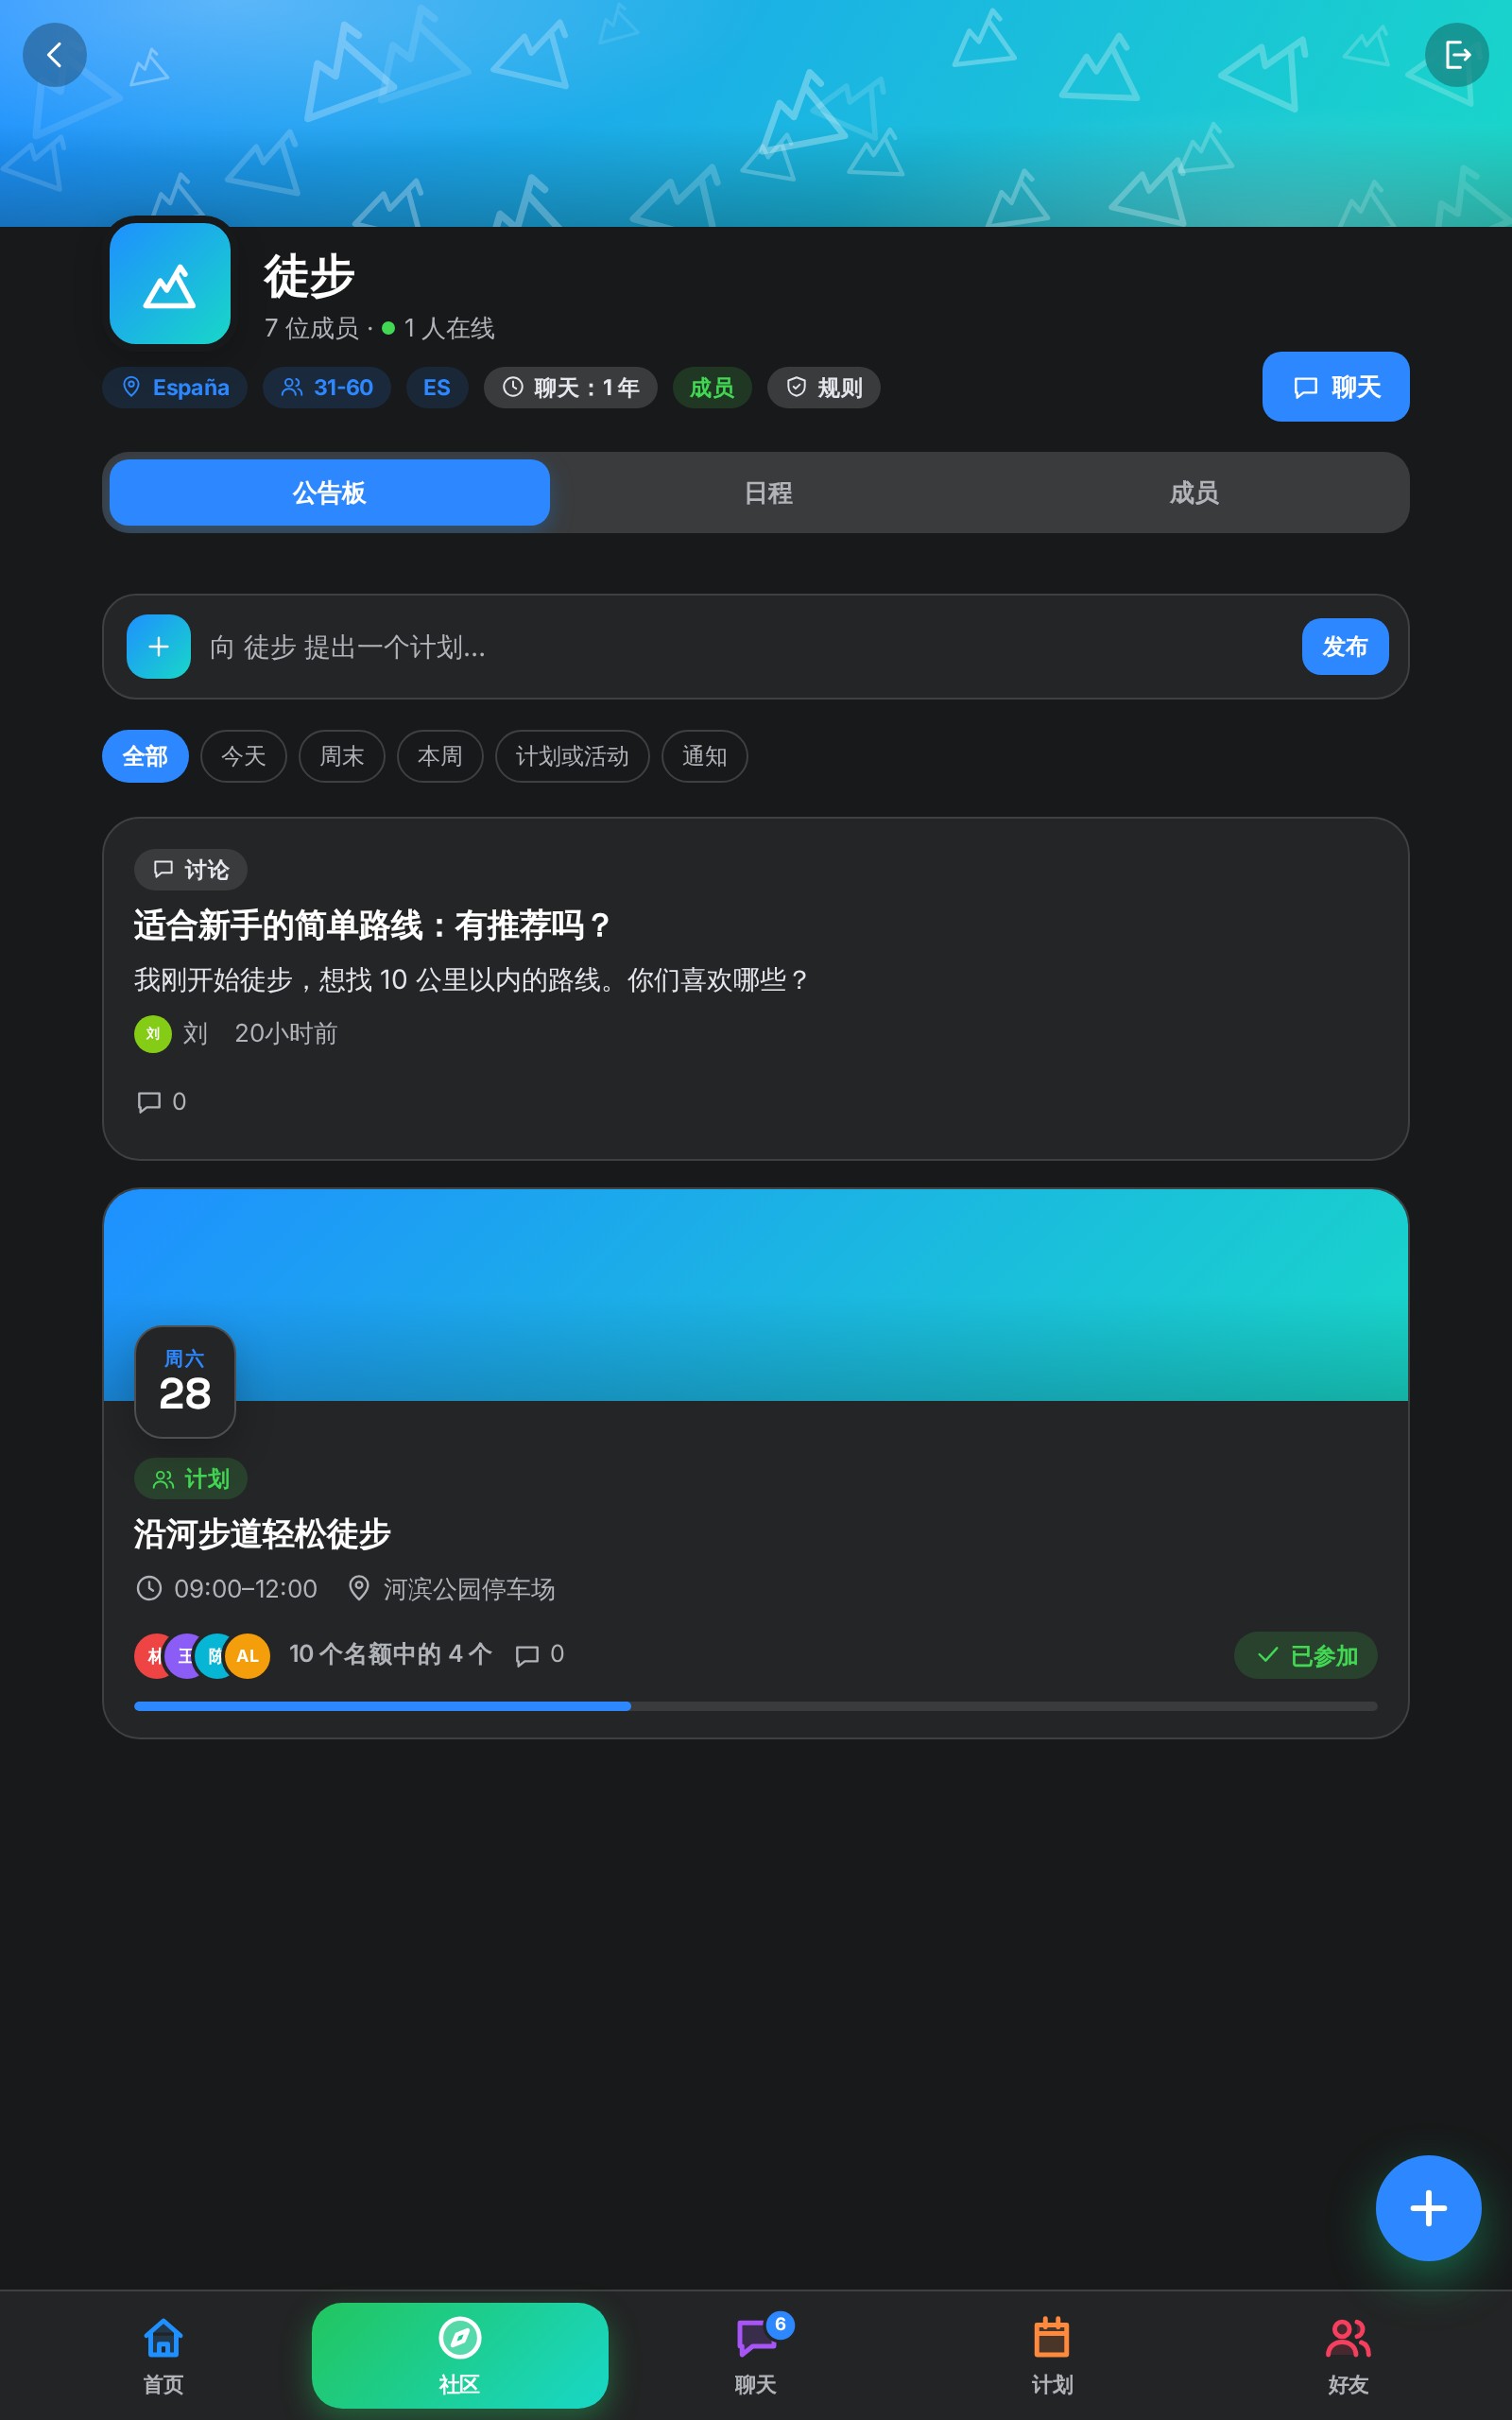 徒步
7 位成员 · 1 人在线
España 31-60 ES 聊天：1 年 成员 规则
聊天
公告板 日程 成员
向 徒步 提出一个计划...
发布
全部 今天 周末 本周 计划或活动 通知
讨论
适合新手的简单路线：有推荐吗？
我刚开始徒步，想找 10 公里以内的路线。你们喜欢哪些？
刘 刘 20小时前
0
周六
28
计划
沿河步道轻松徒步
09:00–12:00 河滨公园停车场
林 王 陈 AL 10 个名额中的 4 个 0 已参加
6
首页 社区 聊天 计划 好友